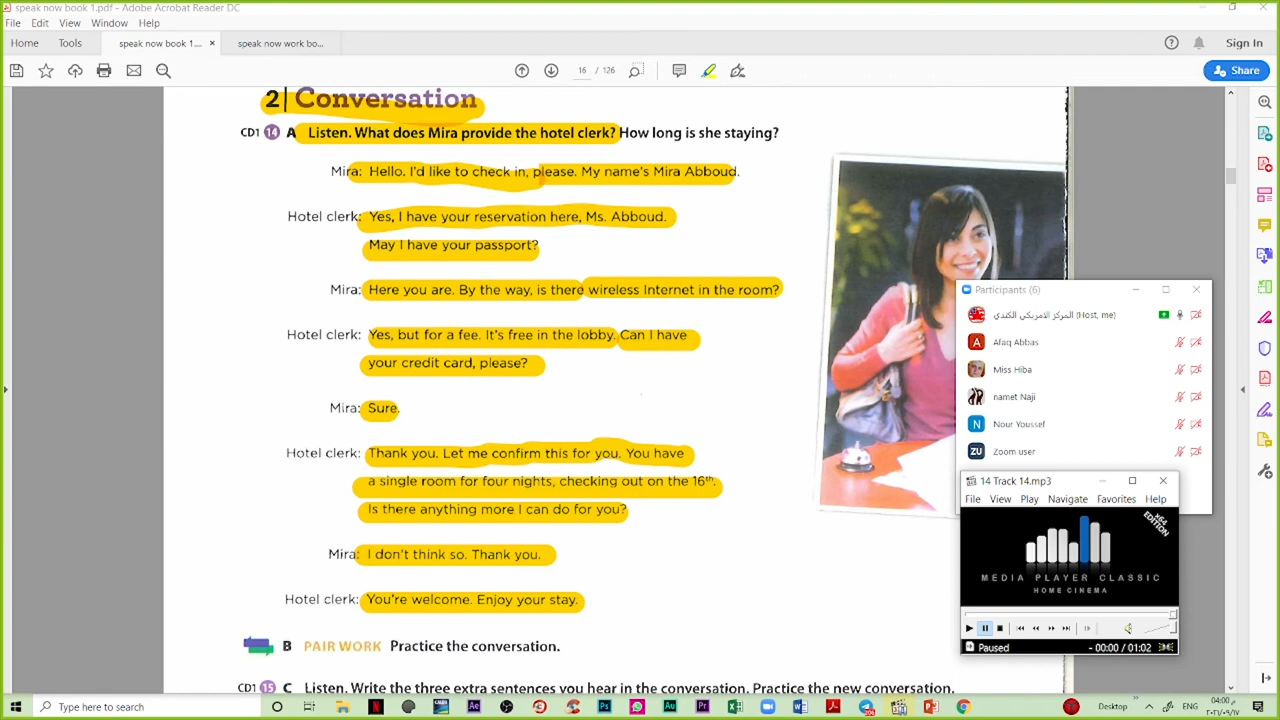 speak now book 1.pdf - Adobe Acrobat Reader DC
File Edit View Window Help
Home Tools speak now book 1.... × speak now work bo... Sign In
16 / 126 Share
2 Conversation
CD1 14 A Listen. What does Mira provide the hotel clerk? How long is she staying?
Mira: Hello. I'd like to check in, please. My name's Mira Abboud.
Hotel clerk: Yes, I have your reservation here, Ms. Abboud.
May I have your passport?
Mira: Here you are. By the way, is there wireless Internet in the room?
Hotel clerk: Yes, but for a fee. It's free in the lobby. Can I have
your credit card, please?
Mira: Sure.
Hotel clerk: Thank you. Let me confirm this for you. You have
a single room for four nights, checking out on the 16th.
Is there anything more I can do for you?
Mira: I don't think so. Thank you.
Hotel clerk: You're welcome. Enjoy your stay.
B PAIR WORK Practice the conversation.
CD1 15 C Listen. Write the three extra sentences you hear in the conversation. Practice the new conversation.
Participants (6)
المركز الامريكي الكندي (Host, me)
A Afaq Abbas
Miss Hiba
namet Naji
N Nour Youssef
ZU Zoom user
14 Track 14.mp3
File View Play Navigate Favorites Help
x64 EDITION
MEDIA PLAYER CLASSIC
HOME CINEMA
Paused - 00:00 / 01:02
Type here to search
Desktop ENG 04:00